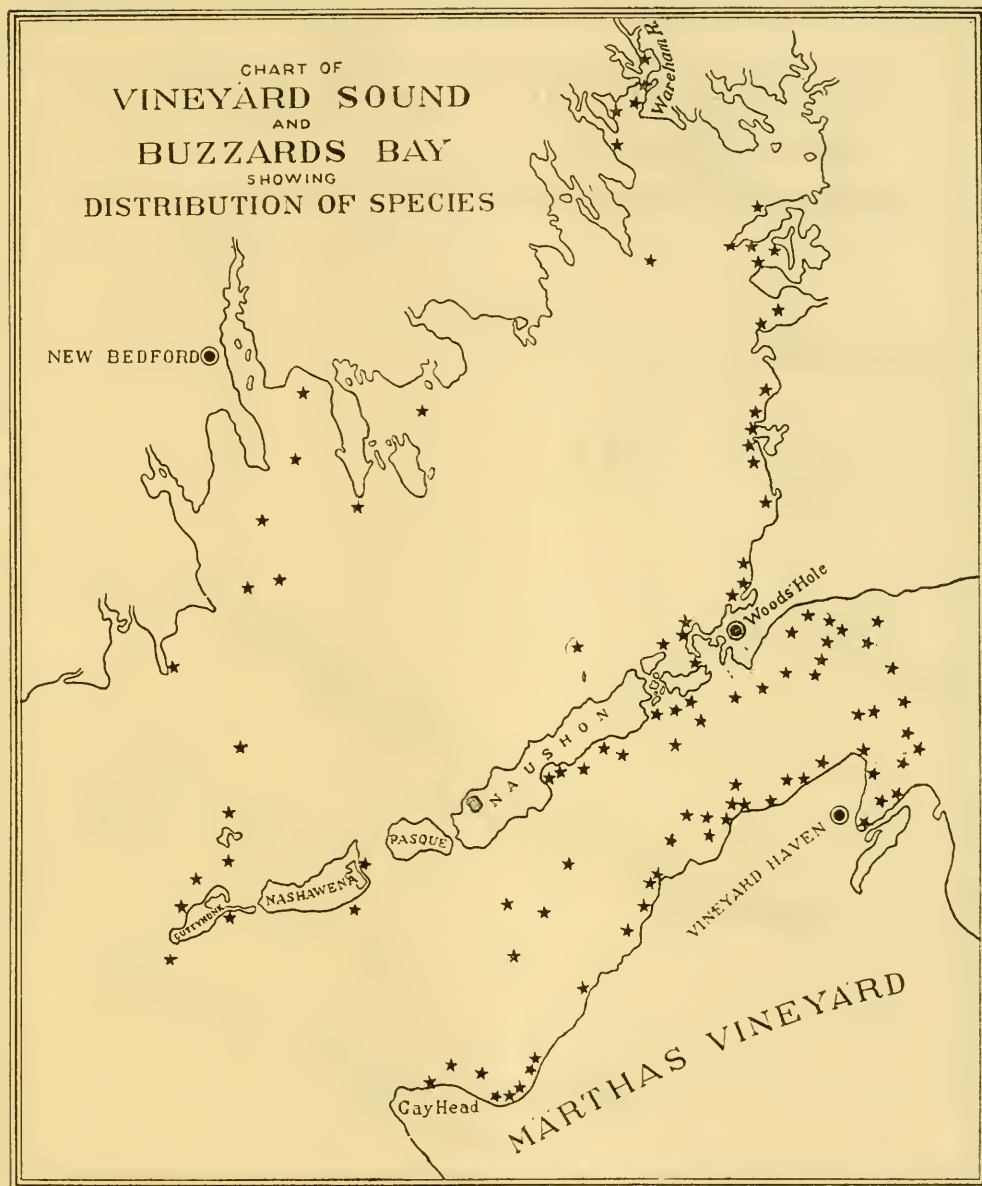 CHART OF
VINEYARD SOUND
AND
BUZZARDS BAY
SHOWING
DISTRIBUTION OF SPECIES
Wareham R.
NEW BEDFORD
Woods Hole
NAUSHON
PASQUE
NASHAWENA
CUTTYHUNK
VINEYARD HAVEN
MARTHAS VINEYARD
Gay Head